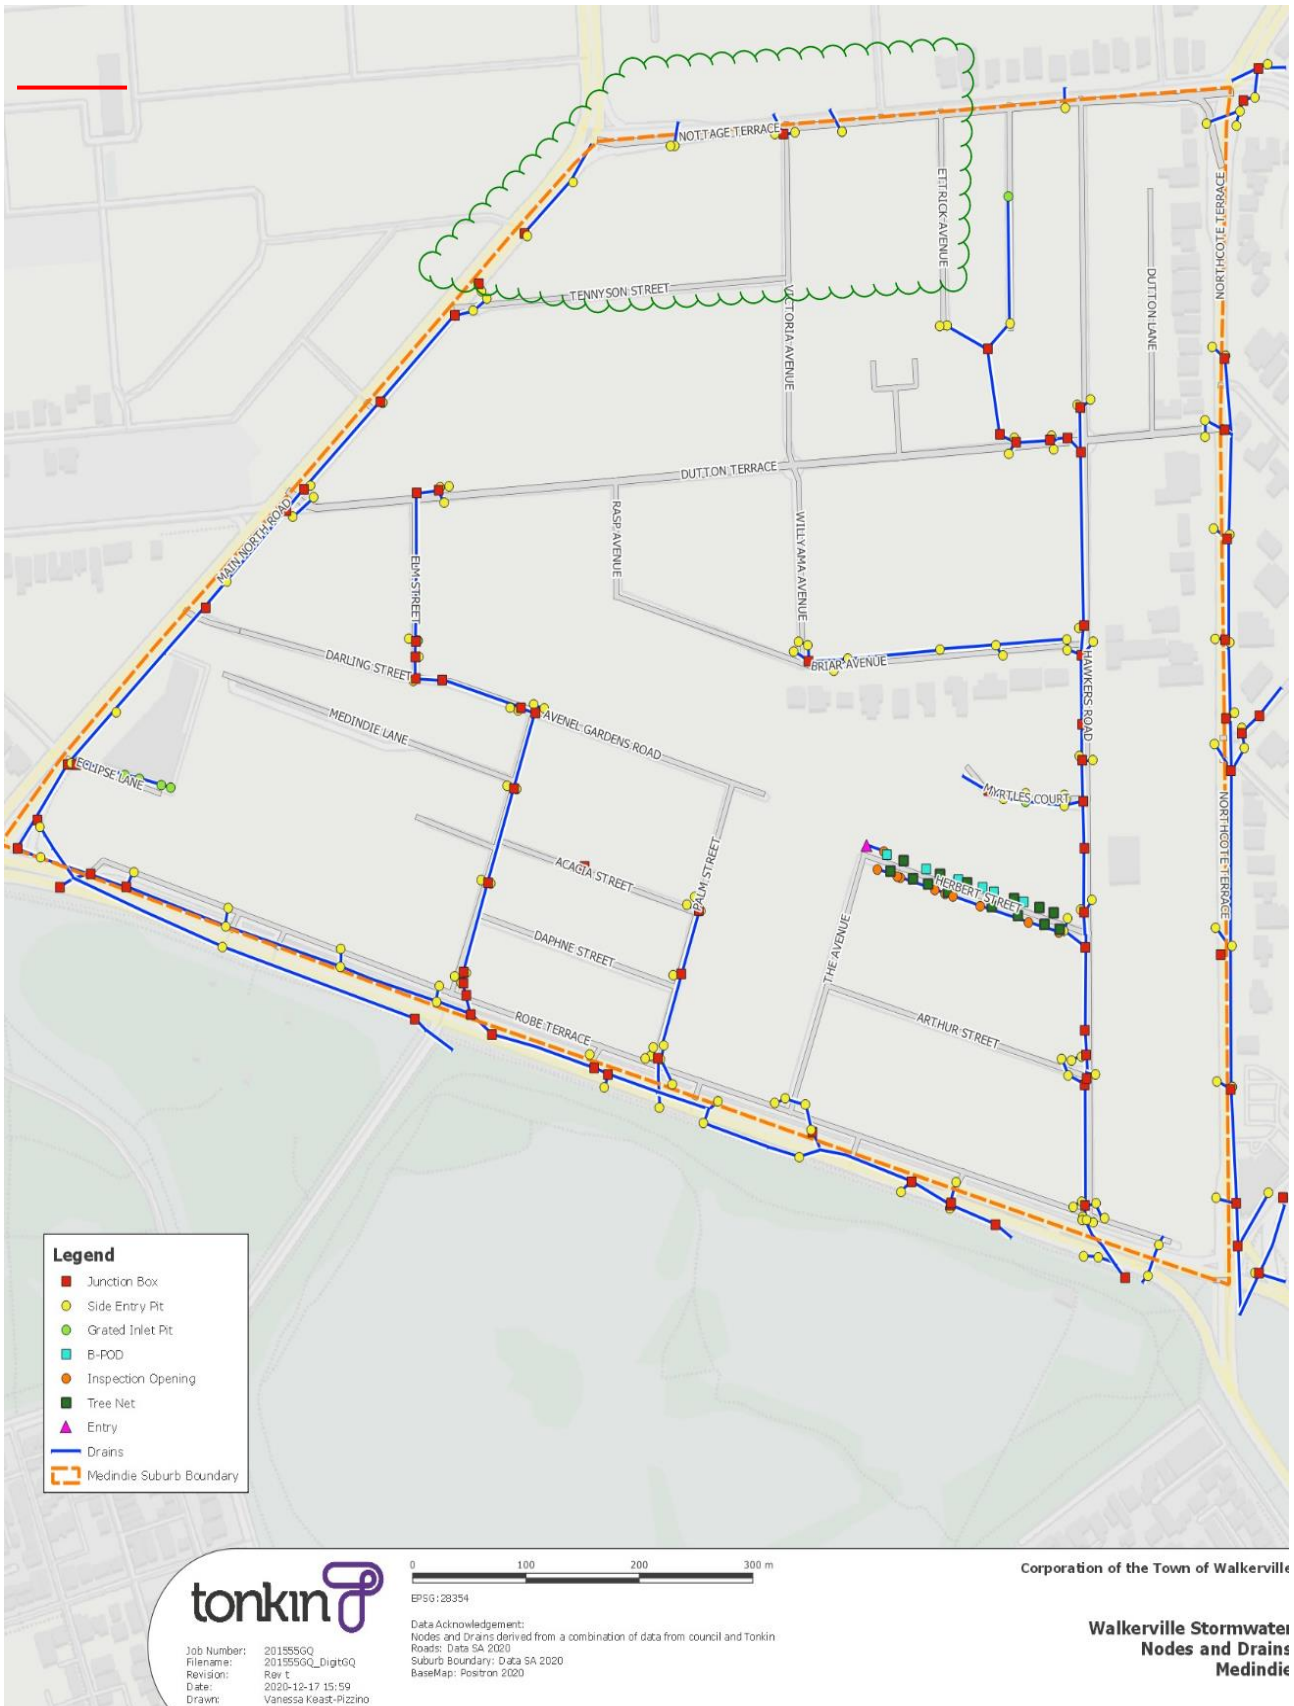 NOTTAGE TERRACE
ETTRICK AVENUE
NORTHCOTE TERRACE
TENNYSON STREET
VICTORIA AVENUE
DUTTON LANE
DUTTON TERRACE
MAIN NORTH ROAD
ELM STREET
RASP AVENUE
WILLYAMA AVENUE
BRIAR AVENUE
HAWKERS ROAD
DARLING STREET
MEDINDIE LANE
AVENEL GARDENS ROAD
ECLIPSE LANE
MYRTLES COURT
NORTHCOTE TERRACE
ACACIA STREET
PALM STREET
HERBERT STREET
DAPHNE STREET
THE AVENUE
ROBE TERRACE
ARTHUR STREET
Legend
Junction Box
Side Entry Pit
Grated Inlet Pit
B-POD
Inspection Opening
Tree Net
Entry
Drains
Medindie Suburb Boundary
tonkin
Job Number: 201555GQ
Filename: 201555GQ_DigitGQ
Revision: Rev t
Date: 2020-12-17 15:59
Drawn: Vanessa Keast-Pizzino
0 100 200 300 m
EPSG:28354
Data Acknowledgement:
Nodes and Drains derived from a combination of data from council and Tonkin
Roads: Data SA 2020
Suburb Boundary: Data SA 2020
BaseMap: Positron 2020
Corporation of the Town of Walkerville
Walkerville Stormwater
Nodes and Drains
Medindie